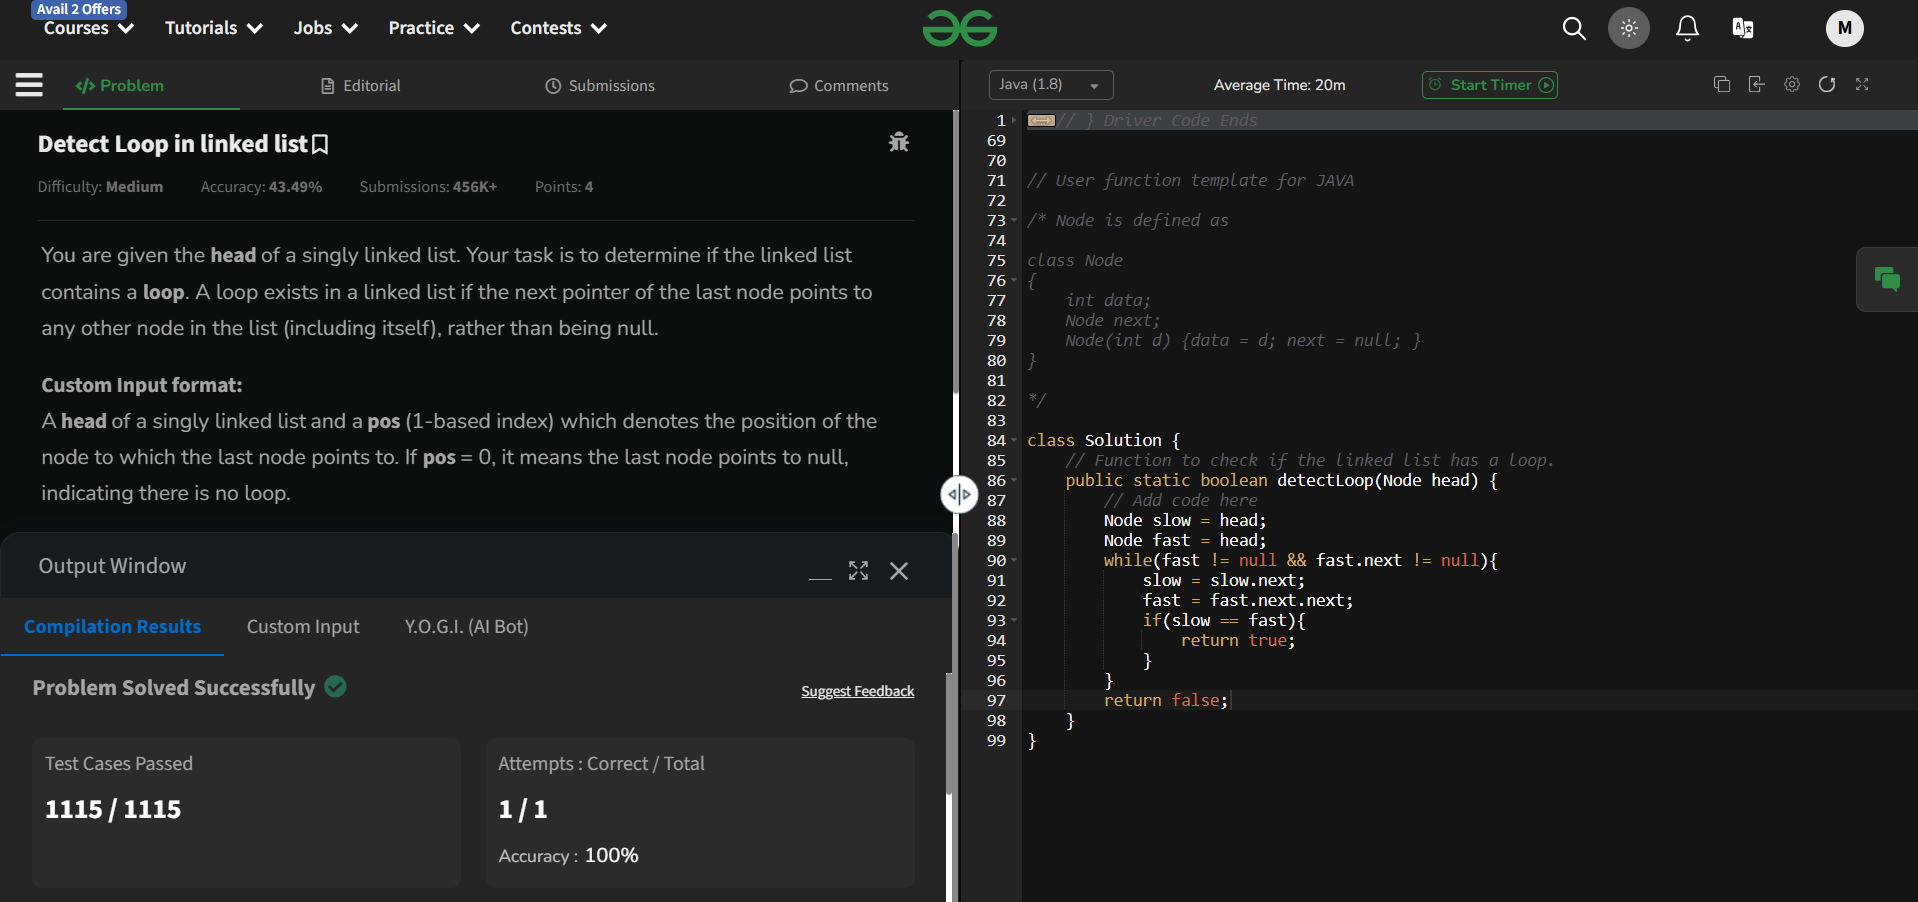 Avail 2 Offers
Courses
Tutorials
Jobs
Practice
Contests
M
Problem
Editorial
Submissions
Comments
Java (1.8)
Average Time: 20m
Start Timer
Detect Loop in linked list
Difficulty: Medium
Accuracy: 43.49%
Submissions: 456K+
Points: 4
You are given the head of a singly linked list. Your task is to determine if the linked list
contains a loop. A loop exists in a linked list if the next pointer of the last node points to
any other node in the list (including itself), rather than being null.
Custom Input format:
A head of a singly linked list and a pos (1-based index) which denotes the position of the
node to which the last node points to. If pos = 0, it means the last node points to null,
indicating there is no loop.
Output Window
Compilation Results
Custom Input
Y.O.G.I. (AI Bot)
Problem Solved Successfully
Suggest Feedback
Test Cases Passed
1115 / 1115
Attempts : Correct / Total
1 / 1
Accuracy : 100%
1 // } Driver Code Ends
69
70
71 // User function template for JAVA
72
73 /* Node is defined as
74
75 class Node
76 {
77     int data;
78     Node next;
79     Node(int d) {data = d; next = null; }
80 }
81
82 */
83
84 class Solution {
85     // Function to check if the linked list has a loop.
86     public static boolean detectLoop(Node head) {
87         // Add code here
88         Node slow = head;
89         Node fast = head;
90         while(fast != null && fast.next != null){
91             slow = slow.next;
92             fast = fast.next.next;
93             if(slow == fast){
94                 return true;
95             }
96         }
97         return false;
98     }
99 }